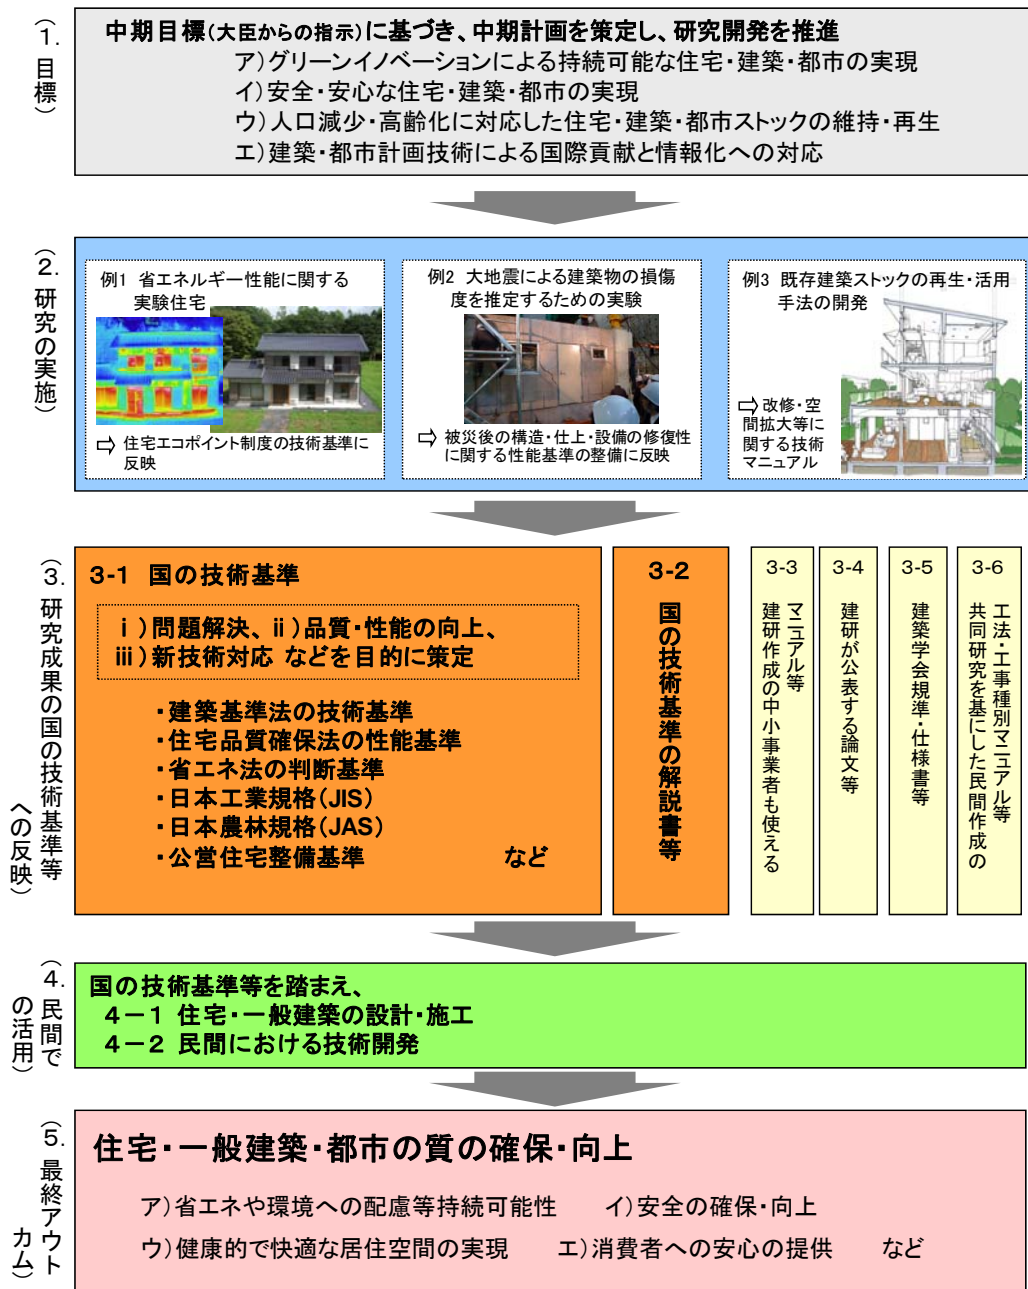 （１．目標）
中期目標(大臣からの指示)に基づき、中期計画を策定し、研究開発を推進
ア)グリーンイノベーションによる持続可能な住宅・建築・都市の実現
イ)安全・安心な住宅・建築・都市の実現
ウ)人口減少・高齢化に対応した住宅・建築・都市ストックの維持・再生
エ)建築・都市計画技術による国際貢献と情報化への対応
（２．研究の実施）
例1 省エネルギー性能に関する
実験住宅
⇨ 住宅エコポイント制度の技術基準に
反映
例2 大地震による建築物の損傷
度を推定するための実験
⇨ 被災後の構造・仕上・設備の修復性
に関する性能基準の整備に反映
例3 既存建築ストックの再生・活用
手法の開発
⇨改修・空
間拡大等に
関する技術
マニュアル
（３．研究成果の国の技術基準等
への反映）
3-1 国の技術基準
ⅰ)問題解決、ⅱ)品質・性能の向上、
ⅲ)新技術対応 などを目的に策定
・建築基準法の技術基準
・住宅品質確保法の性能基準
・省エネ法の判断基準
・日本工業規格(JIS)
・日本農林規格(JAS)
・公営住宅整備基準 など
3-2
国の技術基準の解説書等
3-3
建研作成の中小事業者も使える
マニュアル等
3-4
建研が公表する論文等
3-5
建築学会規準・仕様書等
3-6
共同研究を基にした民間作成の
工法・工事種別マニュアル等
（４．民間で
の活用）
国の技術基準等を踏まえ、
４－１ 住宅・一般建築の設計・施工
４－２ 民間における技術開発
（５．最終アウト
カム）
住宅・一般建築・都市の質の確保・向上
ア)省エネや環境への配慮等持続可能性 イ)安全の確保・向上
ウ)健康的で快適な居住空間の実現 エ)消費者への安心の提供 など